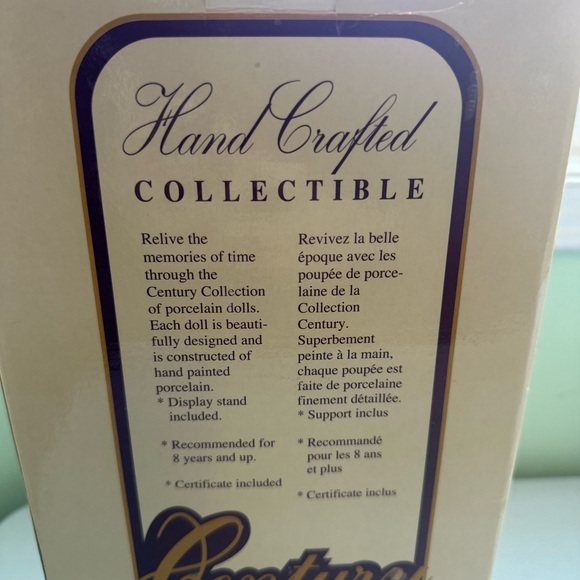 Hand Crafted
COLLECTIBLE
Relive the
memories of time
through the
Century Collection
of porcelain dolls.
Each doll is beauti-
fully designed and
is constructed of
hand painted
porcelain.
* Display stand
included.
* Recommended for
8 years and up.
* Certificate included
Revivez la belle
époque avec les
poupée de porce-
laine de la
Collection
Century.
Superbement
peinte à la main,
chaque poupée est
faite de porcelaine
finement détaillée.
* Support inclus
* Recommandé
pour les 8 ans
et plus
* Certificate inclus
Century